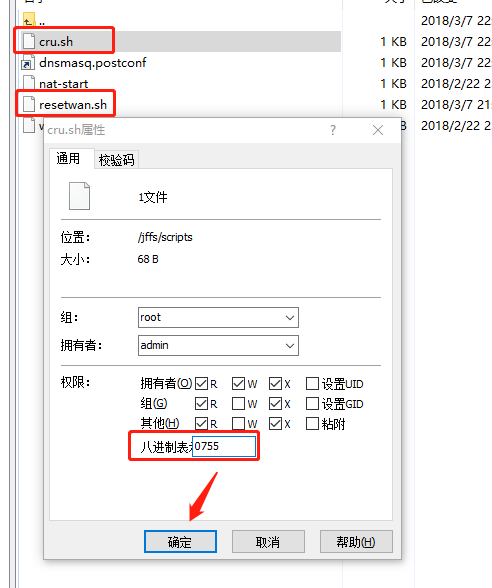 ..
2018/3/7 22
cru.sh
1 KB
2018/3/7 22
dnsmasq.postconf
1 KB
2018/3/7 22
nat-start
1 KB
2018/2/22 2
resetwan.sh
1 KB
2018/3/7 21
B
2018/2/22 2
cru.sh属性
?
通用
校验码
1文件
位置:
/jffs/scripts
大小:
68 B
组:
root
拥有者:
admin
权限:
拥有者(O) R W X 设置UID
组(G) R W X 设置GID
其他(H) R W X 粘附
八进制表
0755
确定
取消
帮助(H)